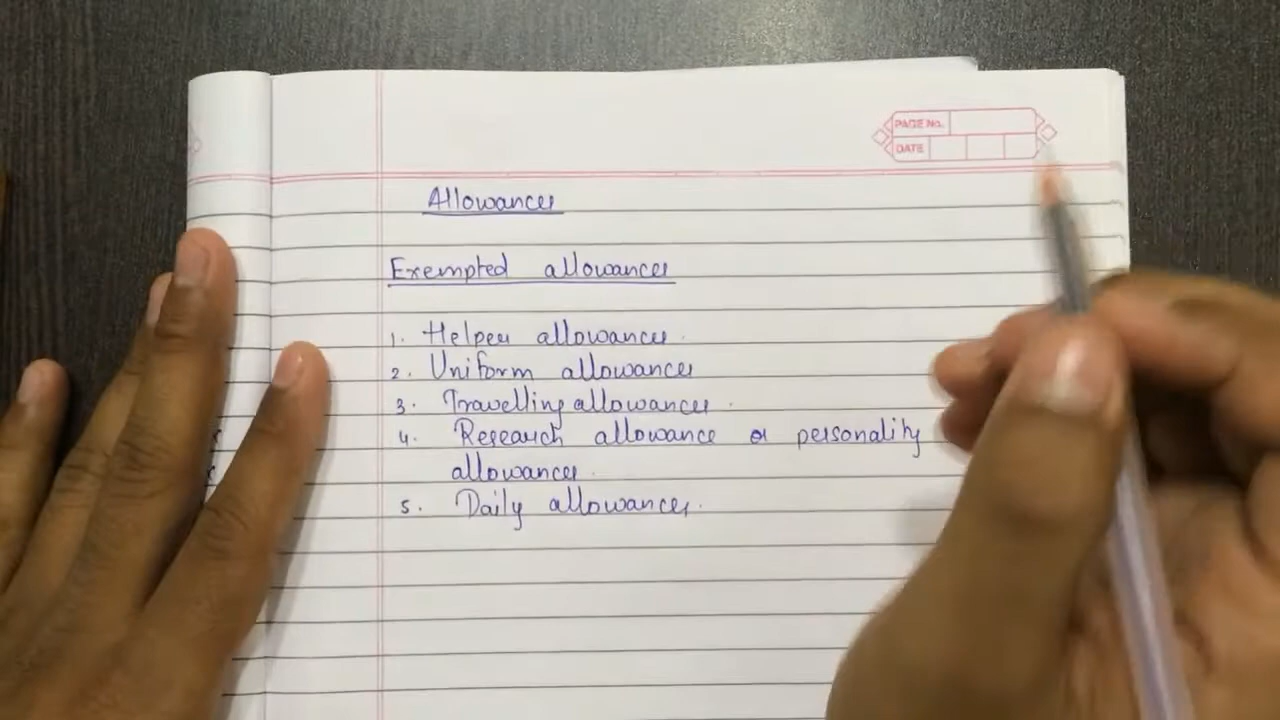 PAGE No.
DATE
Allowances
Exempted allowances
1. Helper allowances.
2. Uniform allowances
3. Travelling allowances.
4. Research allowance or personality
allowances.
5. Daily allowances.